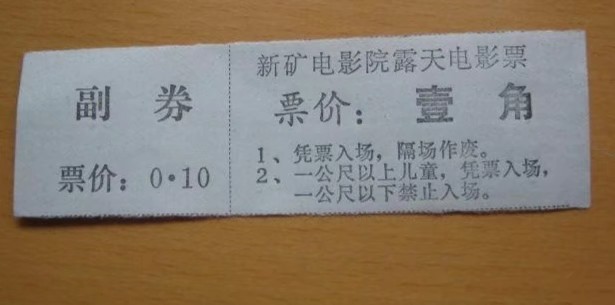 副 券
票价：0·10
新矿电影院露天电影票
票价：壹 角
1、凭票入场，隔场作废。
2、一公尺以上儿童，凭票入场，
一公尺以下禁止入场。